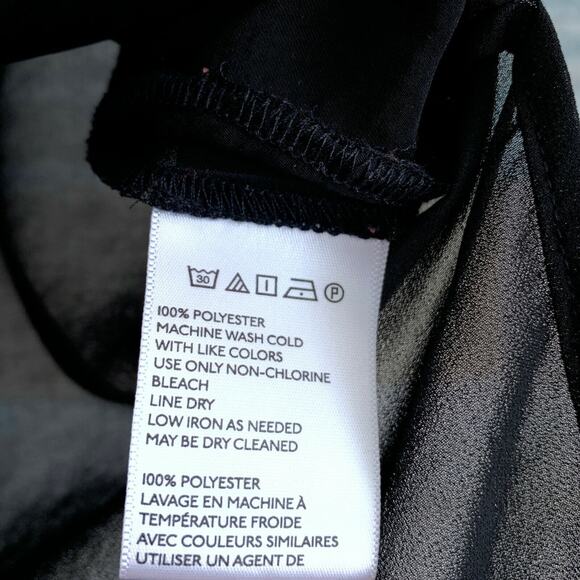 30 P
100% POLYESTER
MACHINE WASH COLD
WITH LIKE COLORS
USE ONLY NON-CHLORINE
BLEACH
LINE DRY
LOW IRON AS NEEDED
MAY BE DRY CLEANED
100% POLYESTER
LAVAGE EN MACHINE À
TEMPÉRATURE FROIDE
AVEC COULEURS SIMILAIRES
UTILISER UN AGENT DE